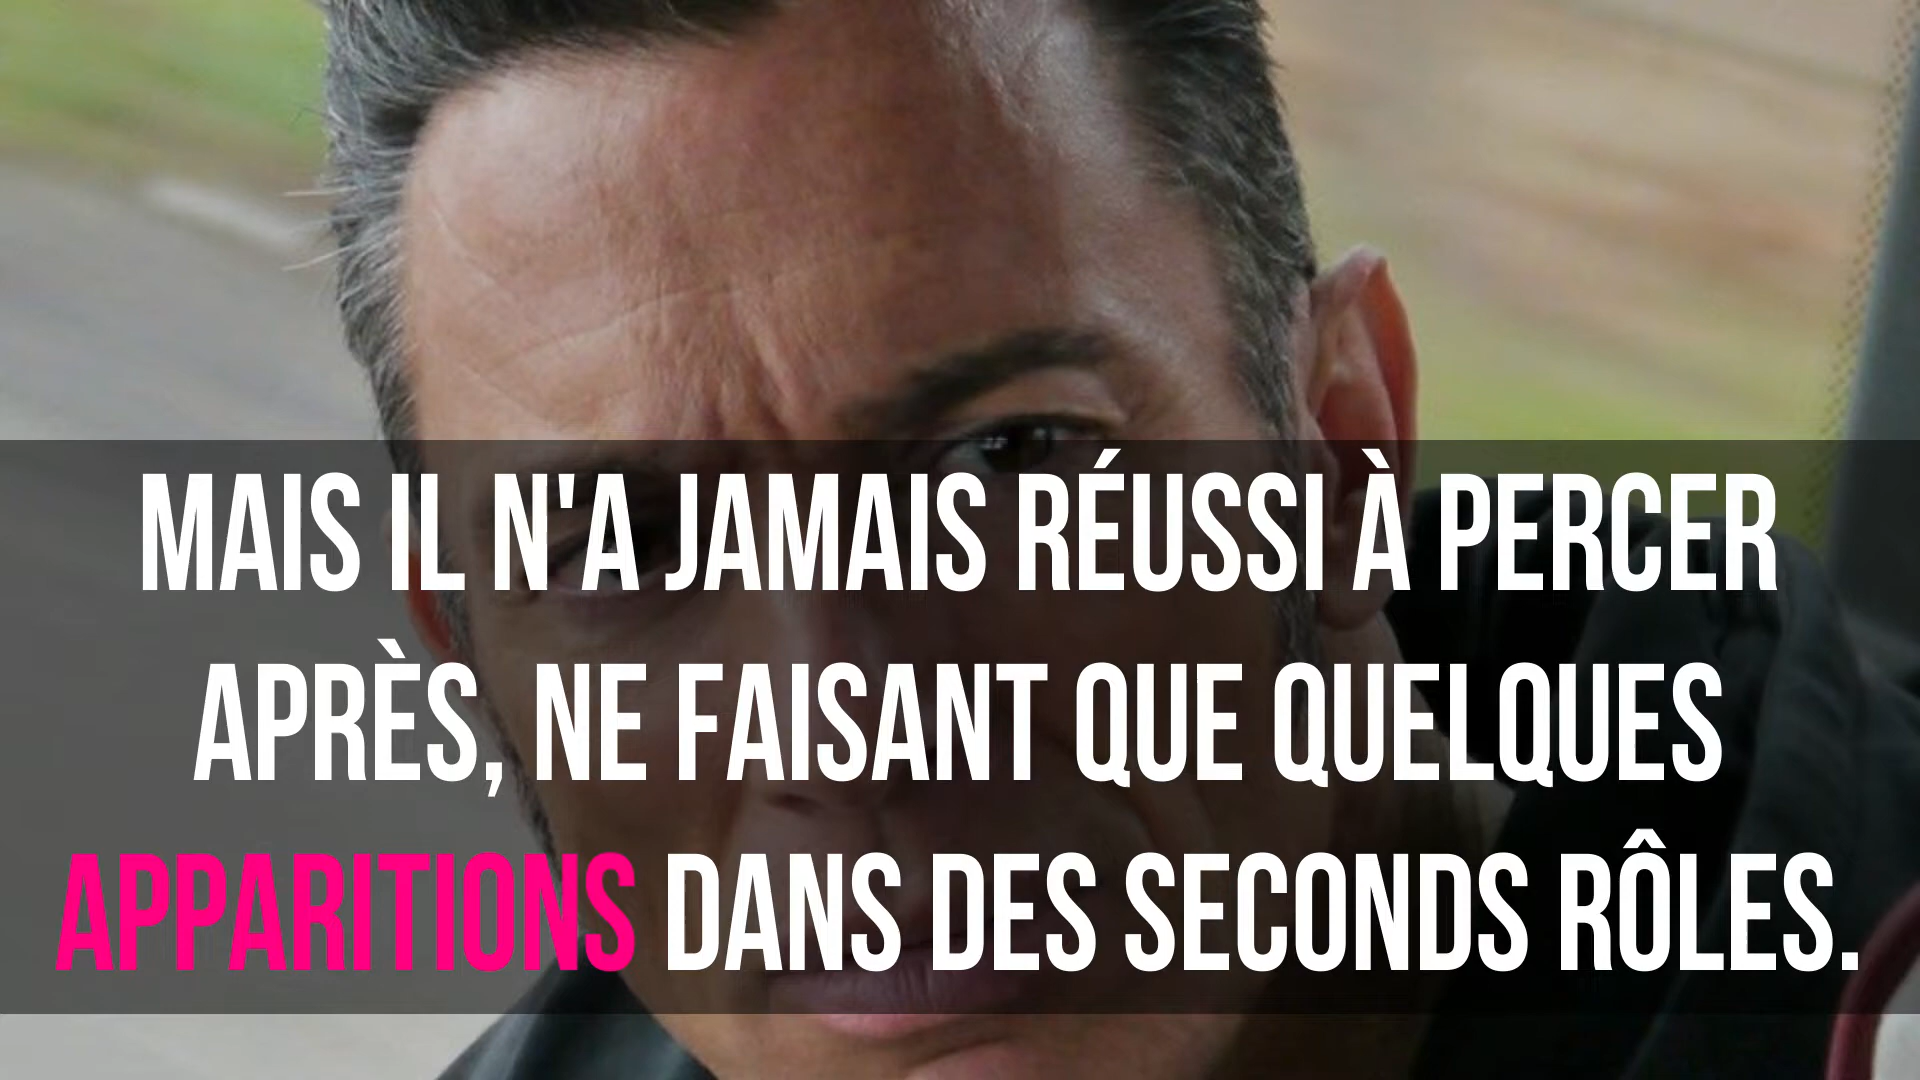 MAIS IL N'A JAMAIS RÉUSSI À PERCER
APRÈS, NE FAISANT QUE QUELQUES
APPARITIONS DANS DES SECONDS RÔLES.